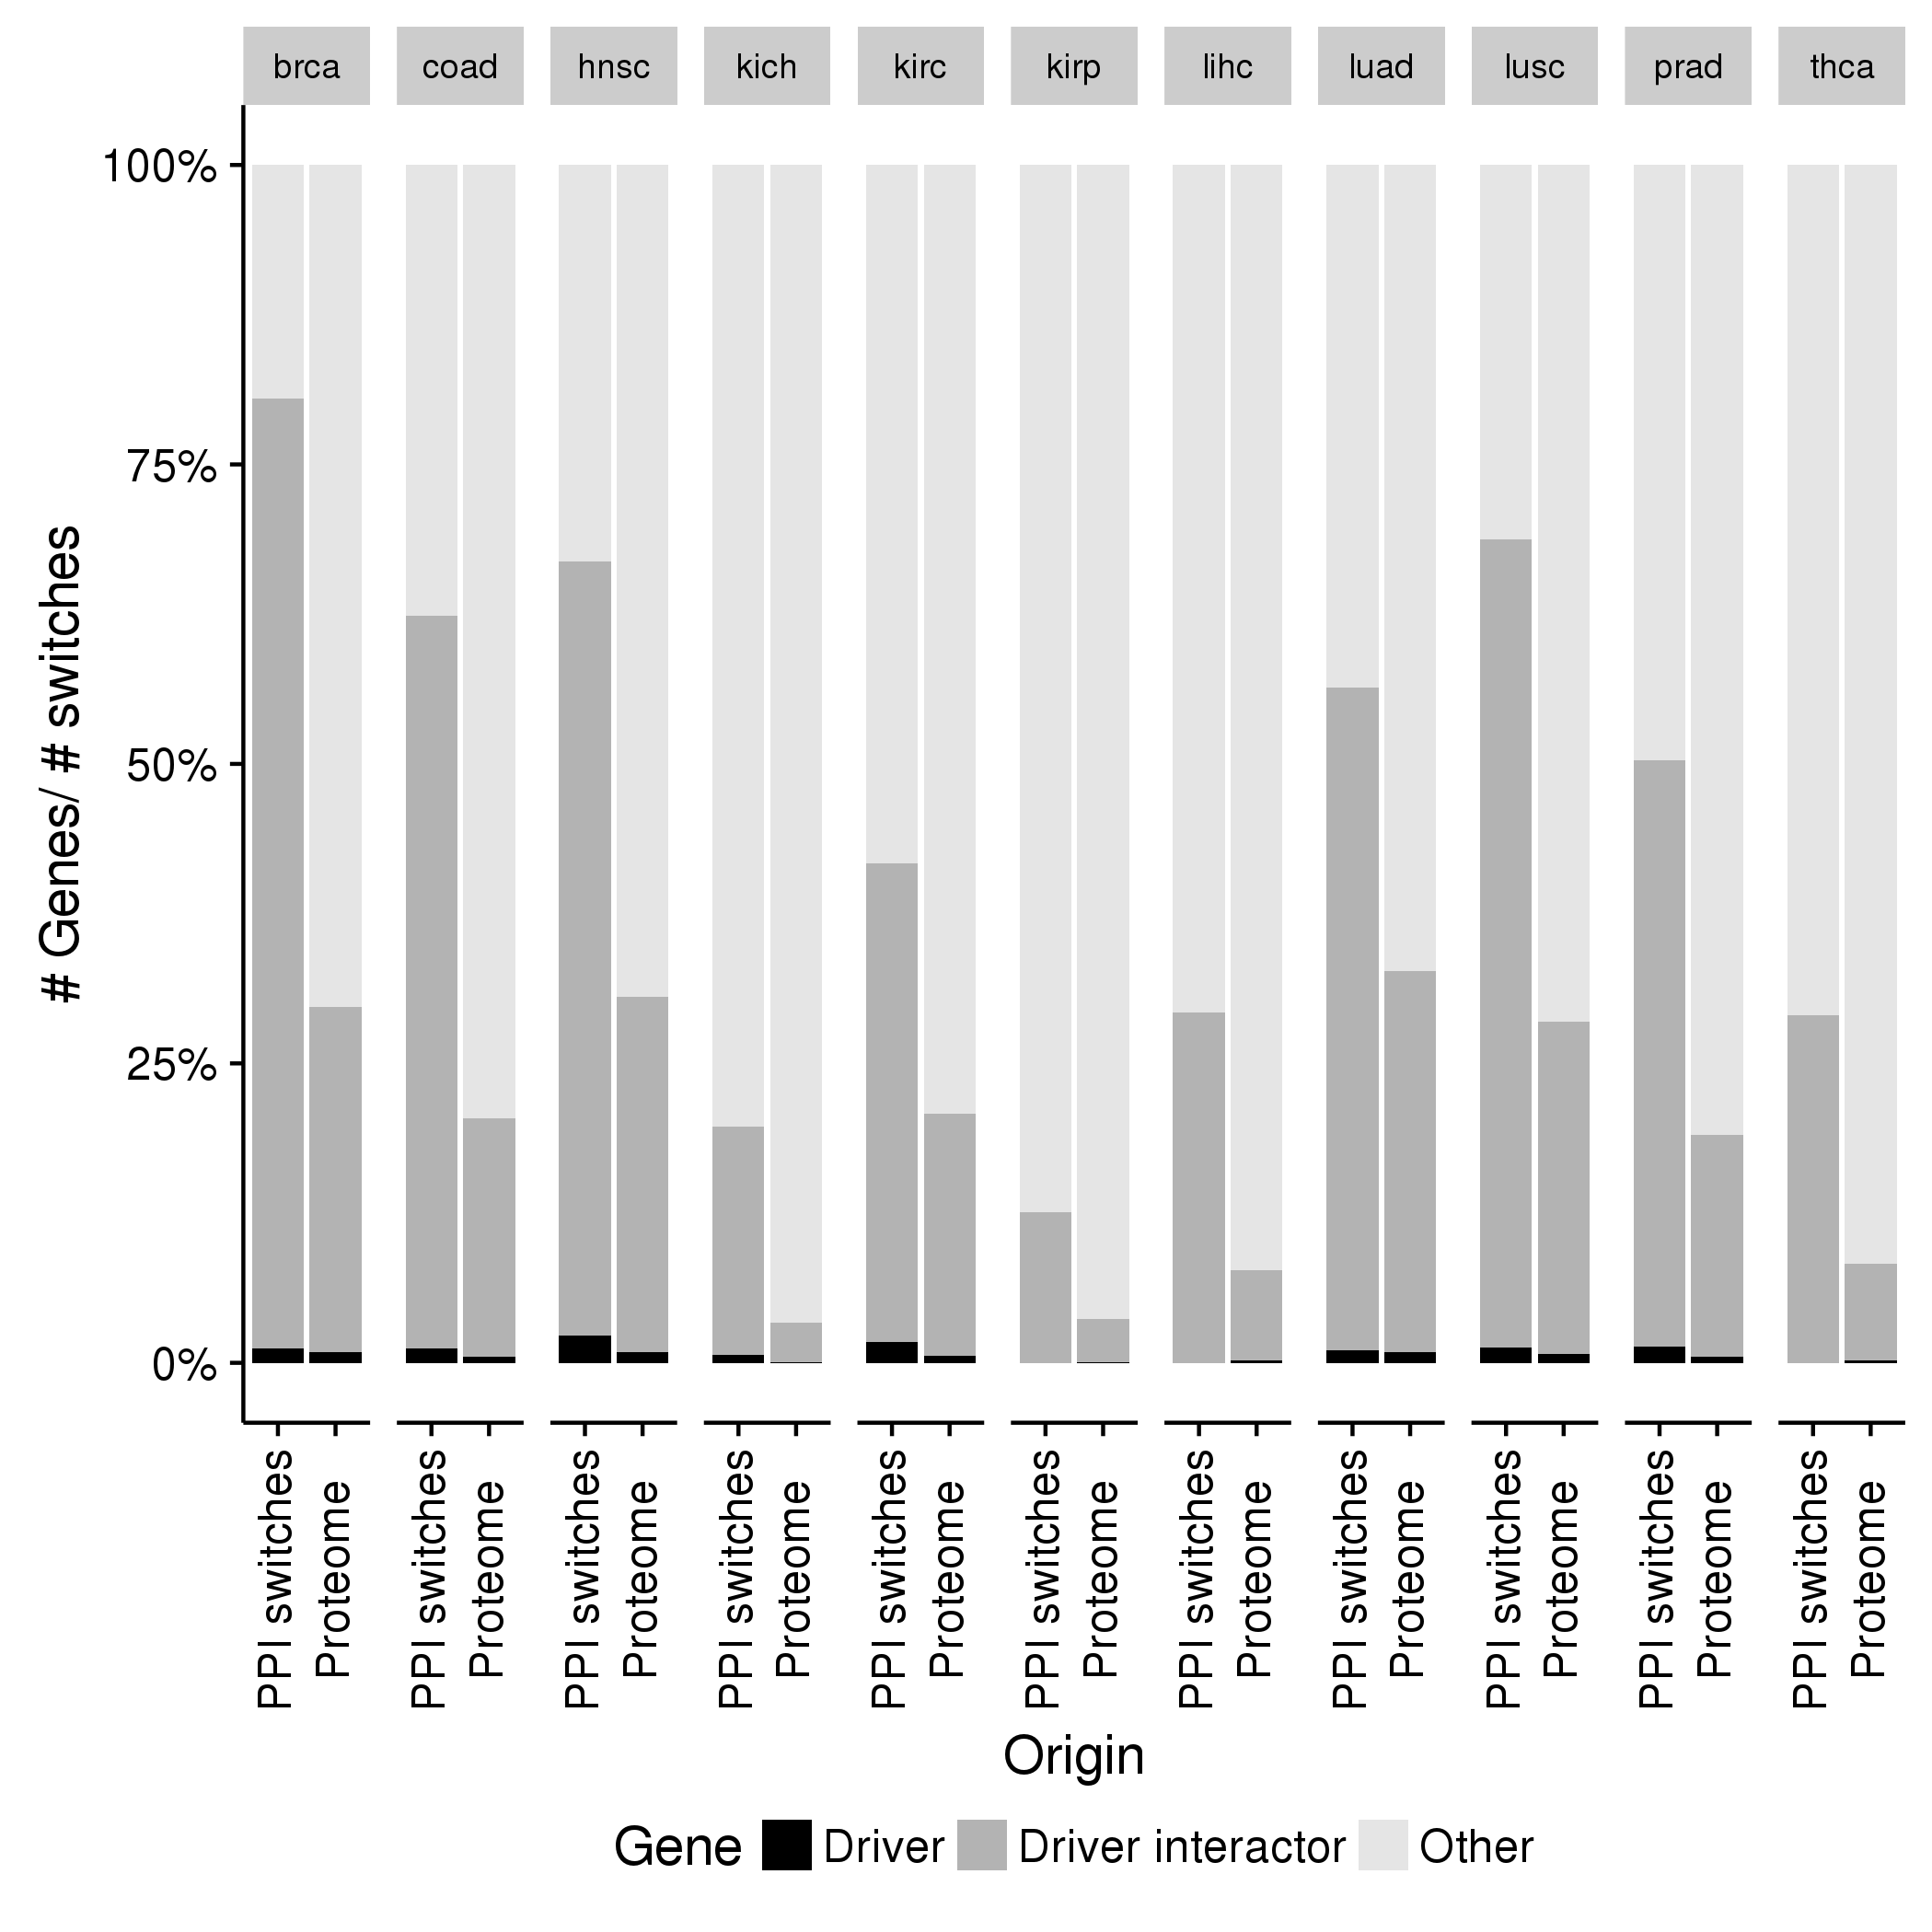 brca coad hnsc kich kirc kirp lihc luad lusc prad thca
# Genes/ # switches
100%
75%
50%
25%
0%
PPI switches
Proteome
PPI switches
Proteome
PPI switches
Proteome
PPI switches
Proteome
PPI switches
Proteome
PPI switches
Proteome
PPI switches
Proteome
PPI switches
Proteome
PPI switches
Proteome
PPI switches
Proteome
PPI switches
Proteome
Origin
Gene Driver Driver interactor Other